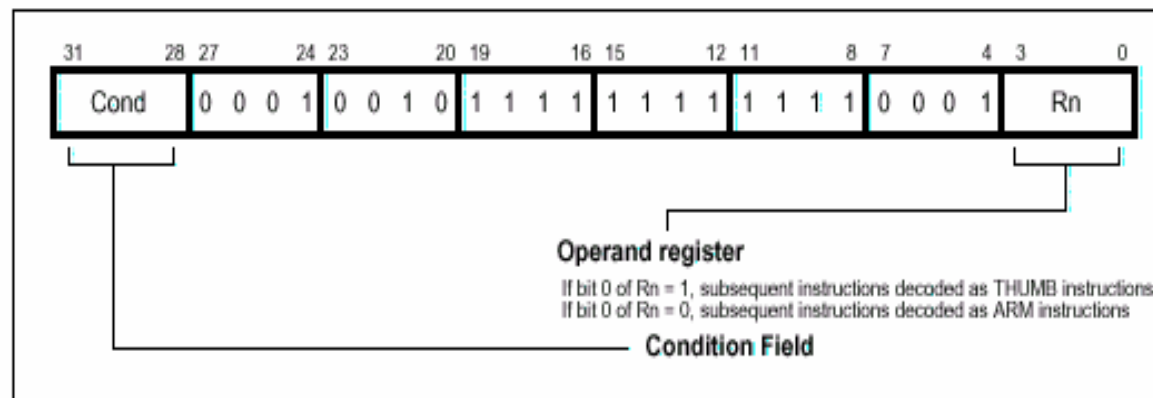 31 28 27 24 23 20 19 16 15 12 11 8 7 4 3 0
Cond 0 0 0 1 0 0 1 0 1 1 1 1 1 1 1 1 1 1 1 1 0 0 0 1 Rn
Operand register
If bit 0 of Rn = 1, subsequent instructions decoded as THUMB instructions
If bit 0 of Rn = 0, subsequent instructions decoded as ARM instructions
Condition Field